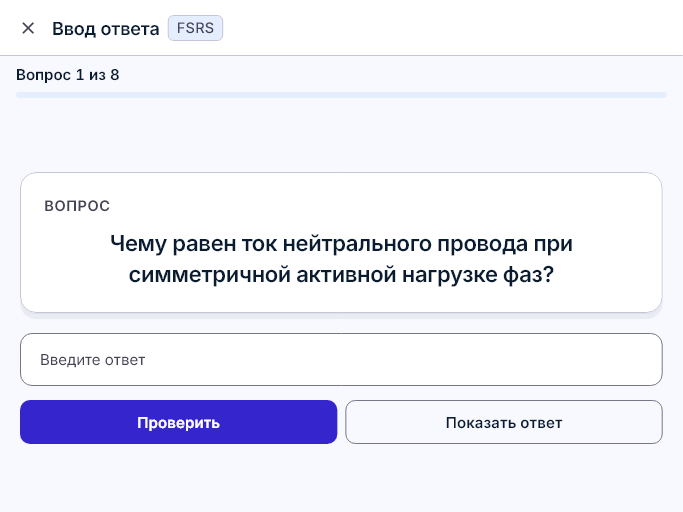 Ввод ответа FSRS
Вопрос 1 из 8
ВОПРОС
Чему равен ток нейтрального провода при
симметричной активной нагрузке фаз?
Введите ответ
Проверить Показать ответ